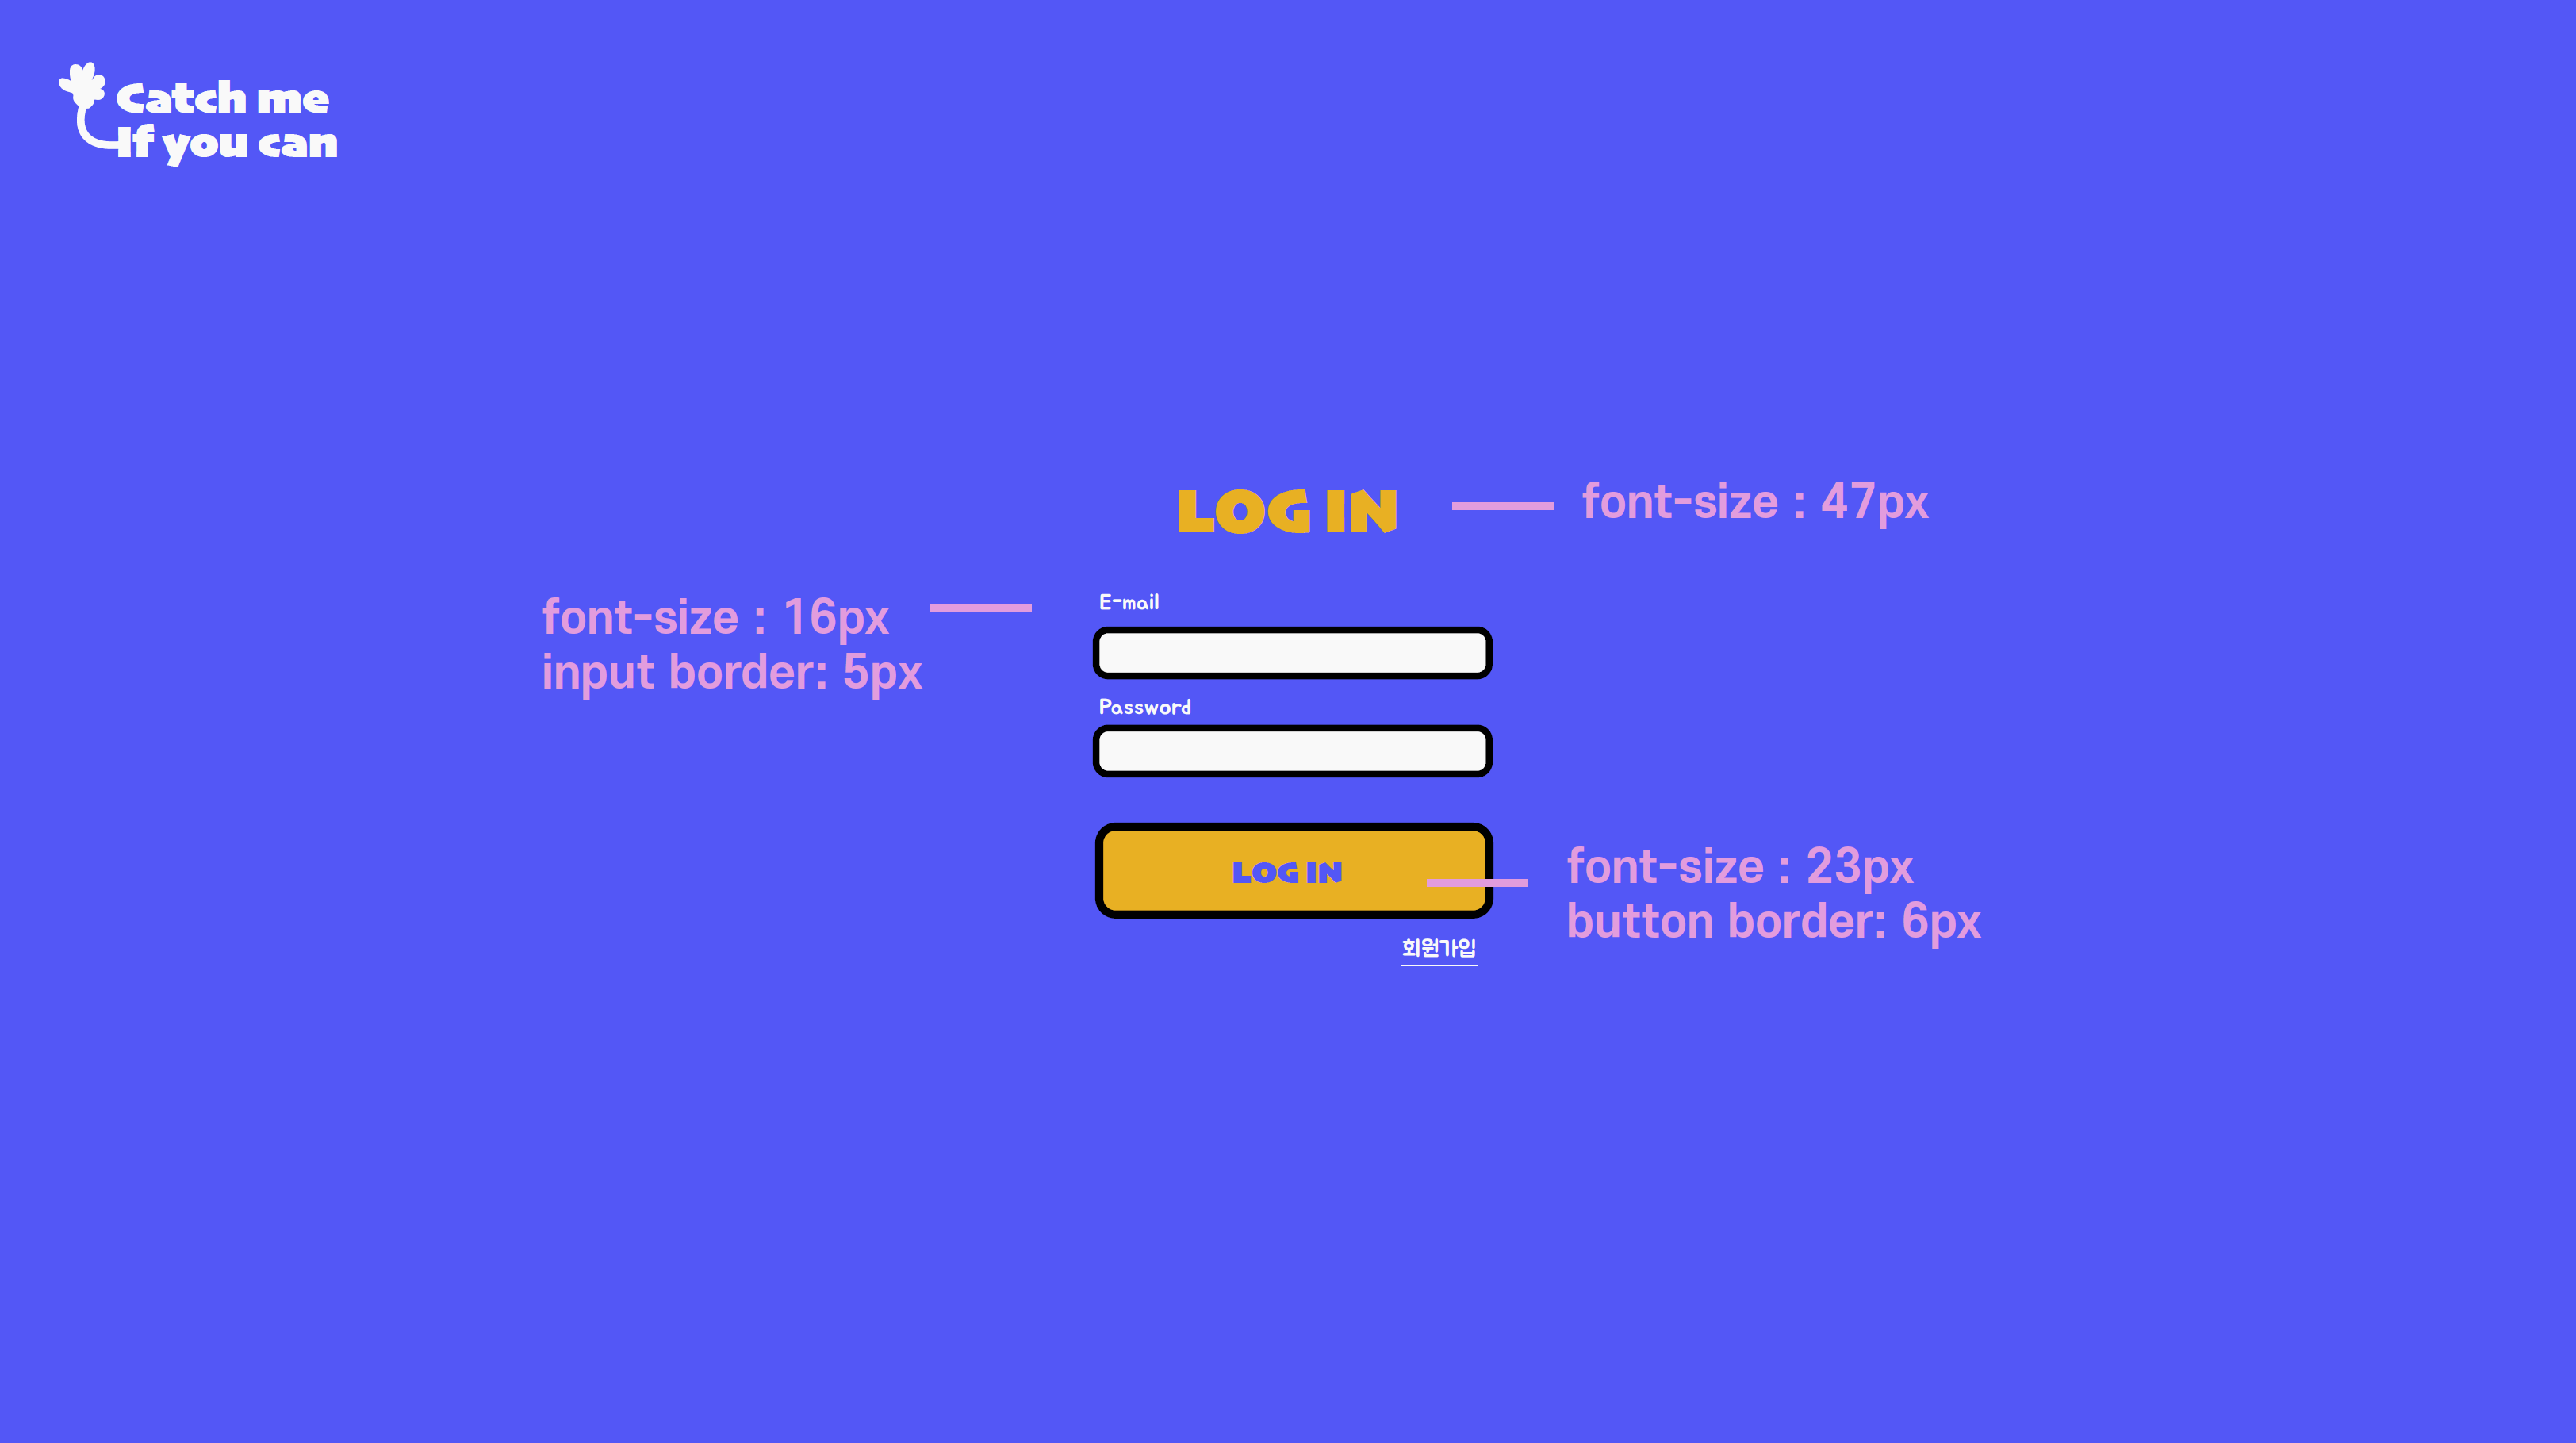 Catch me
If you can
LOG IN
font-size : 47px
E-mail
font-size : 16px
input border: 5px
Password
LOG IN
font-size : 23px
button border: 6px
회원가입